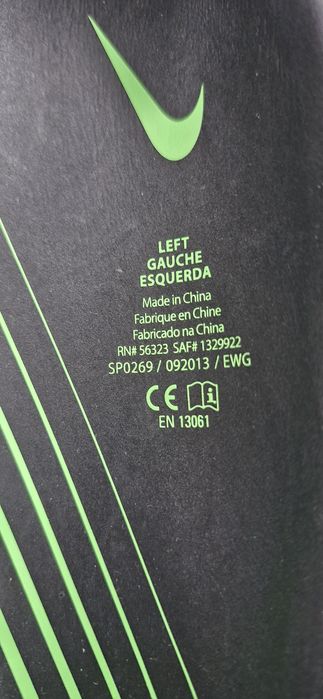 LEFT
GAUCHE
ESQUERDA
Made in China
Fabrique en Chine
Fabricado na China
RN# 56323 SAF# 1329922
SP0269 / 092013 / EWG
CE i
EN 13061